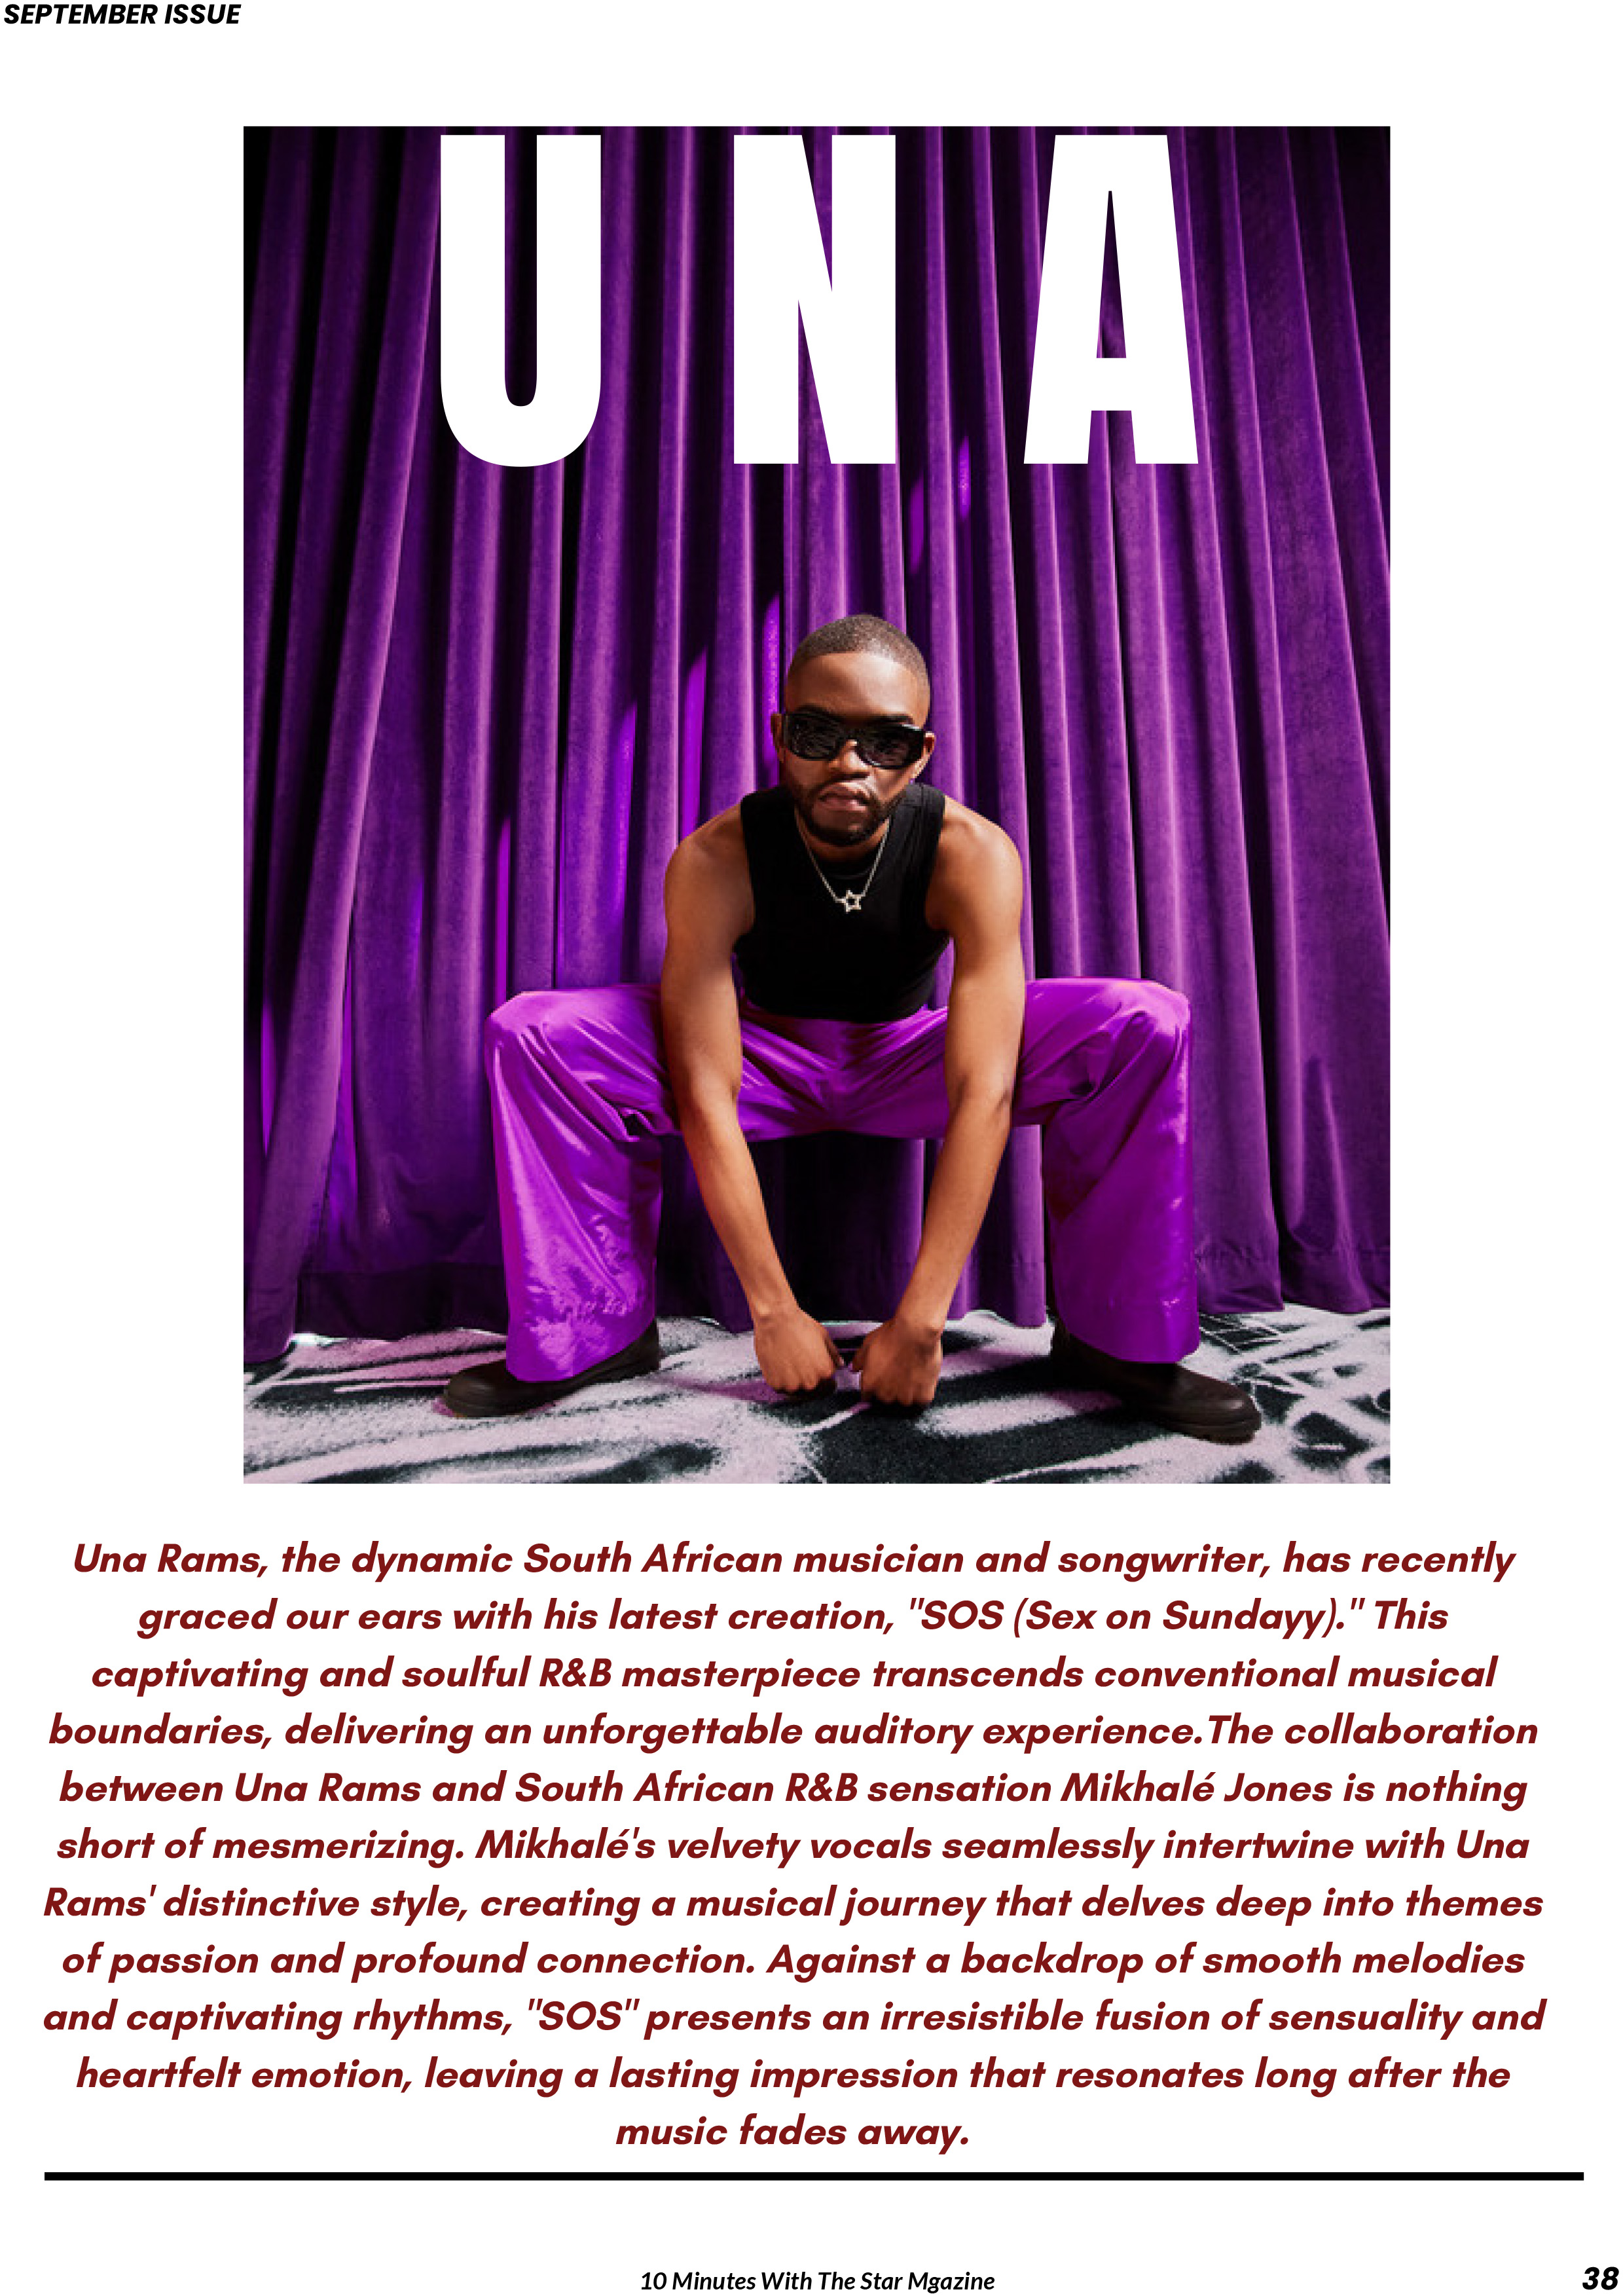 SEPTEMBER ISSUE
UNA
Una Rams, the dynamic South African musician and songwriter, has recently
graced our ears with his latest creation, "SOS (Sex on Sundayy)." This
captivating and soulful R&B masterpiece transcends conventional musical
boundaries, delivering an unforgettable auditory experience.The collaboration
between Una Rams and South African R&B sensation Mikhalé Jones is nothing
short of mesmerizing. Mikhalé's velvety vocals seamlessly intertwine with Una
Rams' distinctive style, creating a musical journey that delves deep into themes
of passion and profound connection. Against a backdrop of smooth melodies
and captivating rhythms, "SOS" presents an irresistible fusion of sensuality and
heartfelt emotion, leaving a lasting impression that resonates long after the
music fades away.
10 Minutes With The Star Mgazine
38